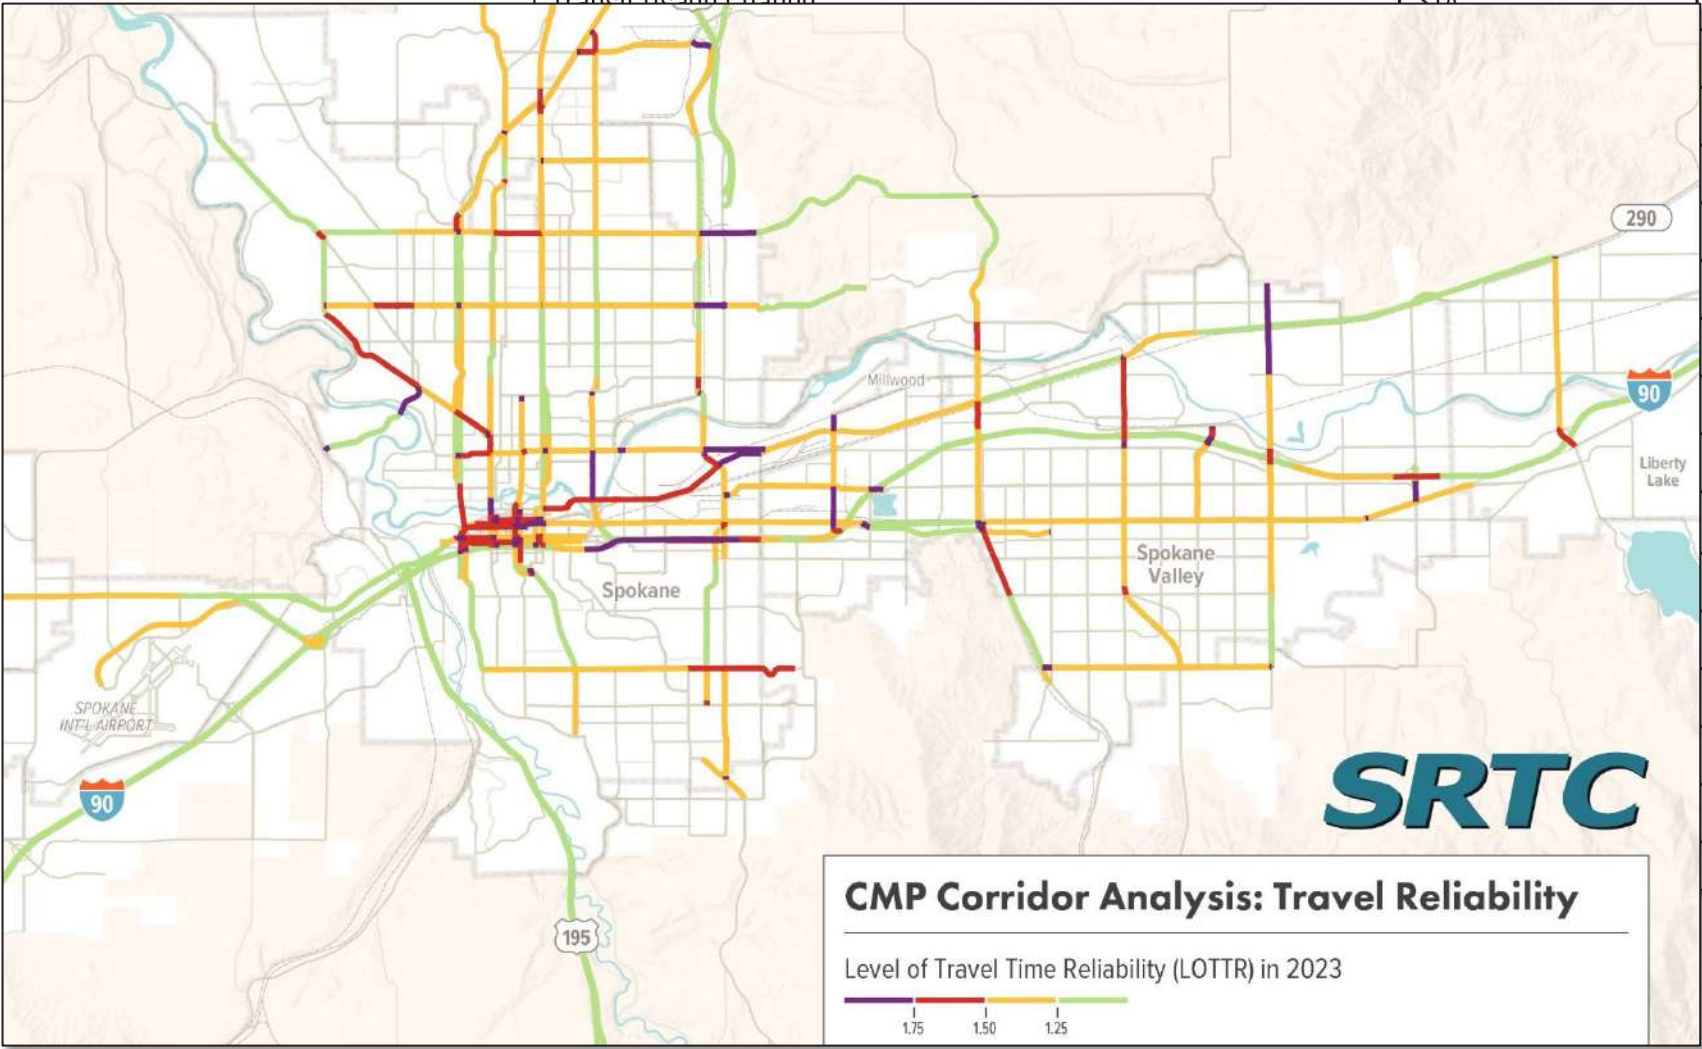 290
Millwood
90
Liberty
Lake
Spokane
Valley
Spokane
SPOKANE
INT'L AIRPORT
90
SRTC
195
CMP Corridor Analysis: Travel Reliability
Level of Travel Time Reliability (LOTTR) in 2023
1.75 1.50 1.25